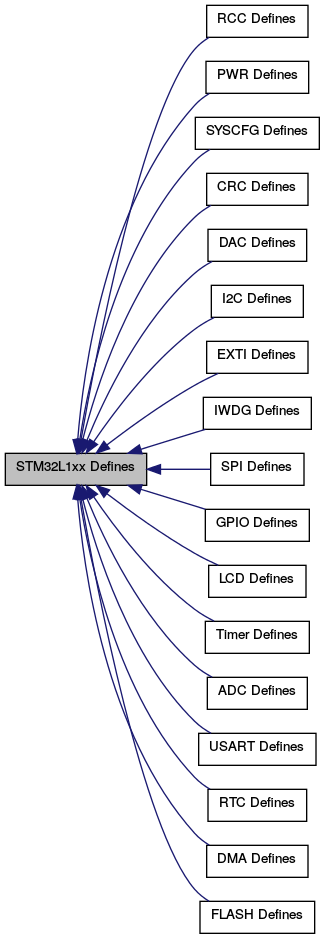 RCC Defines
PWR Defines
SYSCFG Defines
CRC Defines
DAC Defines
I2C Defines
EXTI Defines
IWDG Defines
STM32L1xx Defines
SPI Defines
GPIO Defines
LCD Defines
Timer Defines
ADC Defines
USART Defines
RTC Defines
DMA Defines
FLASH Defines